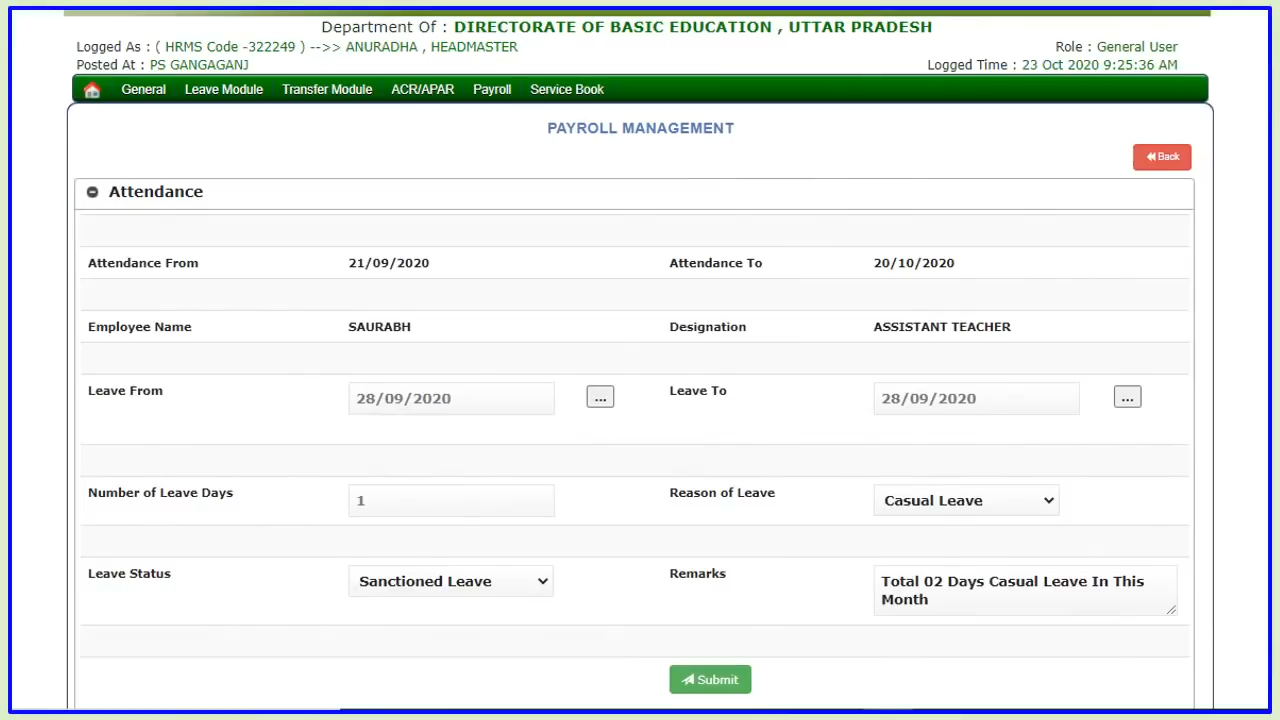 Department Of : DIRECTORATE OF BASIC EDUCATION , UTTAR PRADESH
Logged As : ( HRMS Code -322249 ) -->> ANURADHA , HEADMASTER Role : General User
Posted At : PS GANGAGANJ Logged Time : 23 Oct 2020 9:25:36 AM
General Leave Module Transfer Module ACR/APAR Payroll Service Book
PAYROLL MANAGEMENT
Back
Attendance
Attendance From 21/09/2020 Attendance To 20/10/2020
Employee Name SAURABH Designation ASSISTANT TEACHER
Leave From 28/09/2020 ... Leave To 28/09/2020 ...
Number of Leave Days 1 Reason of Leave Casual Leave
Leave Status Sanctioned Leave Remarks Total 02 Days Casual Leave In This
Month
Submit